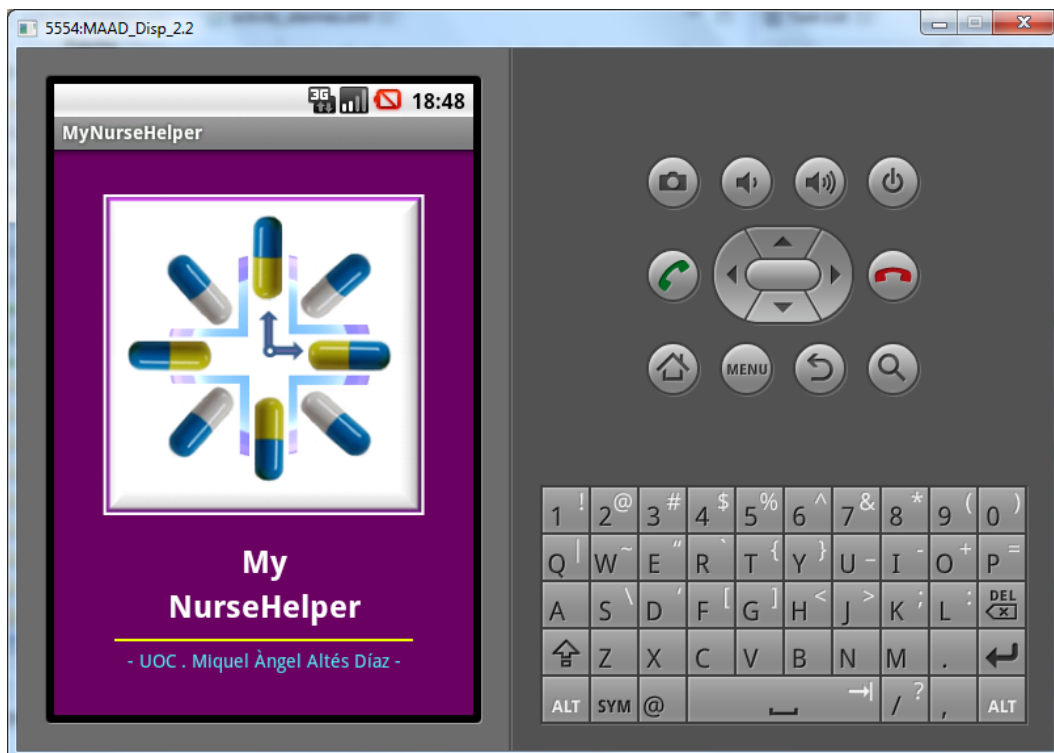 5554:MAAD_Disp_2.2
3G 18:48
MyNurseHelper
My
NurseHelper
- UOC . Miquel Àngel Altés Díaz -
MENU
1 ! 2 @ 3 # 4 $ 5 % 6 ^ 7 & 8 * 9 ( 0 )
Q | W ~ E " R ` T { Y } U _ I - O + P =
A S \ D ' F [ G ] H < J > K ; L : DEL
Z X C V B N M .
ALT SYM @ / ? , ALT